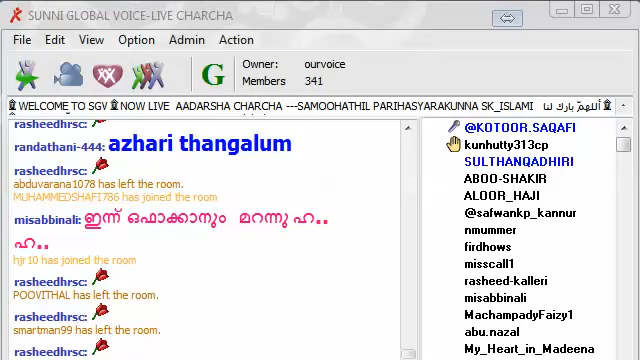 SUNNI GLOBAL VOICE-LIVE CHARCHA
File Edit View Option Admin Action
G
Owner: ourvoice
Members 341
WELCOME TO SGV NOW LIVE AADARSHA CHARCHA ---SAMOOHATHIL PARIHASYARAKUNNA SK_ISLAMI اللهم بارك لنا
rasheedhrsc:
randathani-444: azhari thangalum
rasheedhrsc:
abduvarana1078 has left the room.
MUHAMMEDSHAFI786 has joined the room
misabbinali: ഇന്ന് ഒഫാക്കാനും മറന്നു ഹ..
ഹ..
hjr10 has joined the room
rasheedhrsc:
POOVITHAL has left the room.
rasheedhrsc:
smartman99 has left the room.
rasheedhrsc:
@KOTOOR.SAQAFI
kunhutty313cp
SULTHANQADHIRI
ABOO-SHAKIR
ALOOR_HAJI
@safwankp_kannur
nmummer
firdhows
misscall1
rasheed-kalleri
misabbinali
MachampadyFaizy1
abu.nazal
My_Heart_in_Madeena